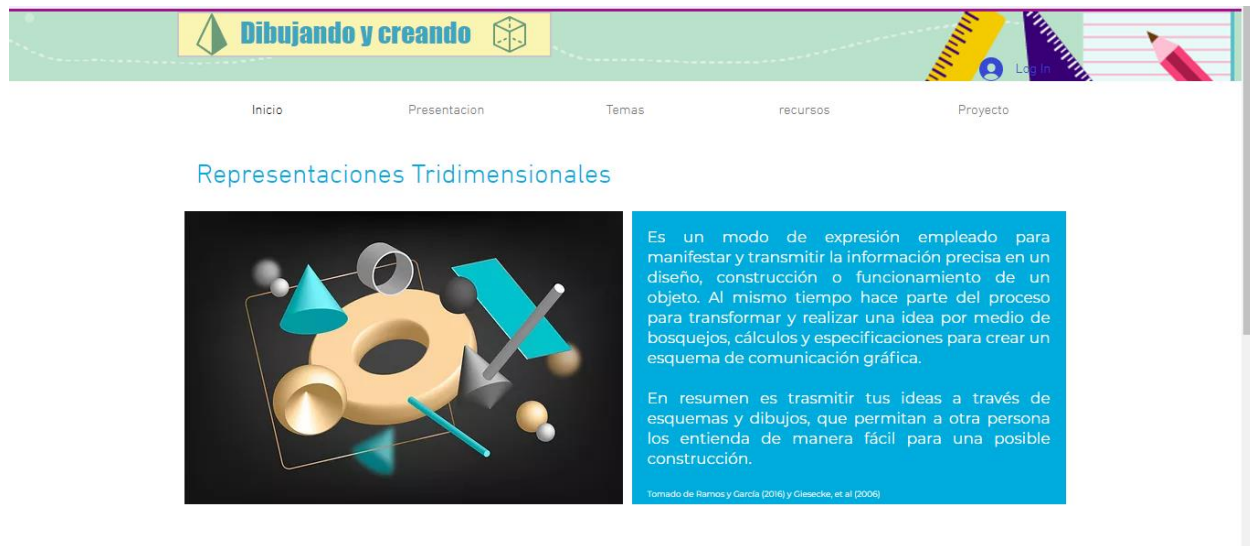 Dibujando y creando
Log In
Inicio
Presentacion
Temas
recursos
Proyecto
Representaciones Tridimensionales
Es un modo de expresión empleado para
manifestar y transmitir la información precisa en un
diseño, construcción o funcionamiento de un
objeto. Al mismo tiempo hace parte del proceso
para transformar y realizar una idea por medio de
bosquejos, cálculos y especificaciones para crear un
esquema de comunicación gráfica.
En resumen es trasmitir tus ideas a través de
esquemas y dibujos, que permitan a otra persona
los entienda de manera fácil para una posible
construcción.
Tomado de Ramos y García (2016) y Giesecke, et al (2006)